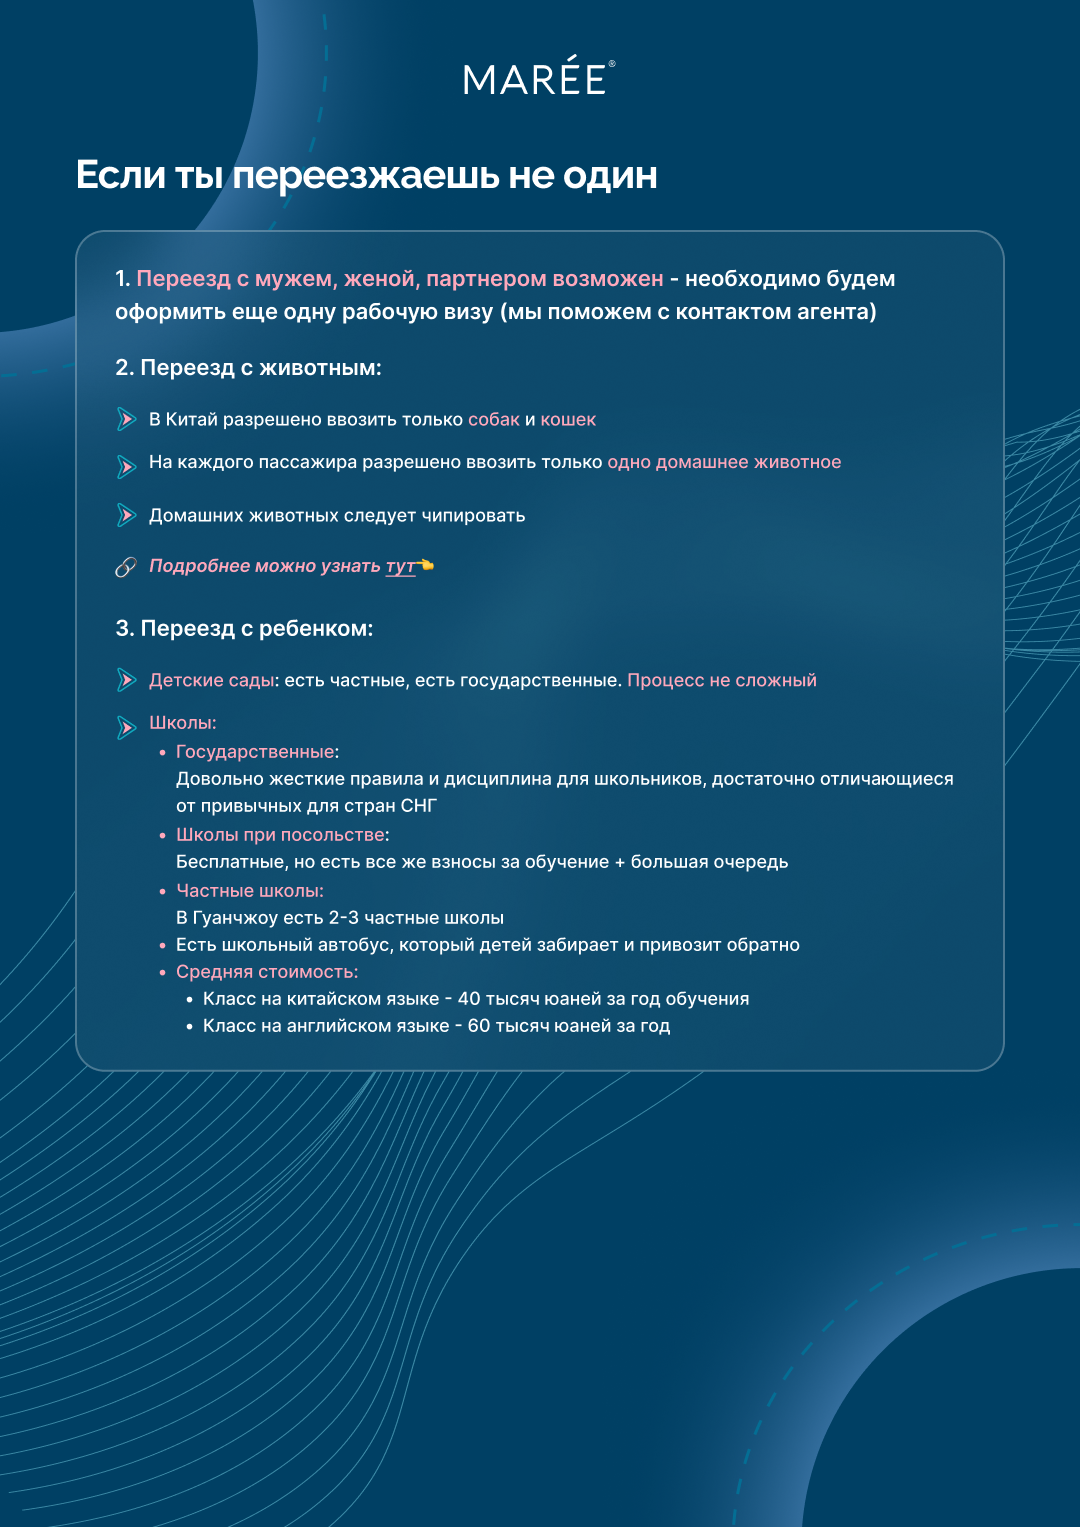 MARÉE®
Если ты переезжаешь не один
1. Переезд с мужем, женой, партнером возможен - необходимо будем
оформить еще одну рабочую визу (мы поможем с контактом агента)
2. Переезд с животным:
В Китай разрешено ввозить только собак и кошек
На каждого пассажира разрешено ввозить только одно домашнее животное
Домашних животных следует чипировать
Подробнее можно узнать тут👈
3. Переезд с ребенком:
Детские сады: есть частные, есть государственные. Процесс не сложный
Школы:
• Государственные:
Довольно жесткие правила и дисциплина для школьников, достаточно отличающиеся
от привычных для стран СНГ
• Школы при посольстве:
Бесплатные, но есть все же взносы за обучение + большая очередь
• Частные школы:
В Гуанчжоу есть 2-3 частные школы
• Есть школьный автобус, который детей забирает и привозит обратно
• Средняя стоимость:
• Класс на китайском языке - 40 тысяч юаней за год обучения
• Класс на английском языке - 60 тысяч юаней за год